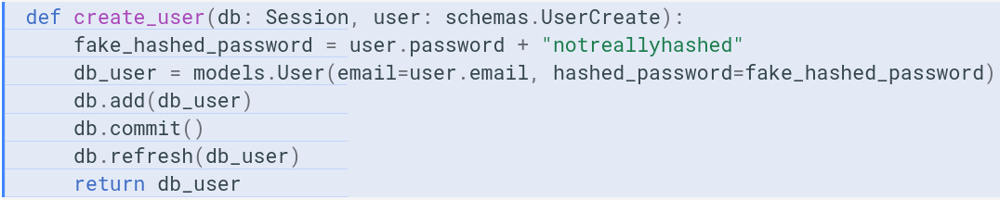 def create_user(db: Session, user: schemas.UserCreate):
    fake_hashed_password = user.password + "notreallyhashed"
    db_user = models.User(email=user.email, hashed_password=fake_hashed_password)
    db.add(db_user)
    db.commit()
    db.refresh(db_user)
    return db_user